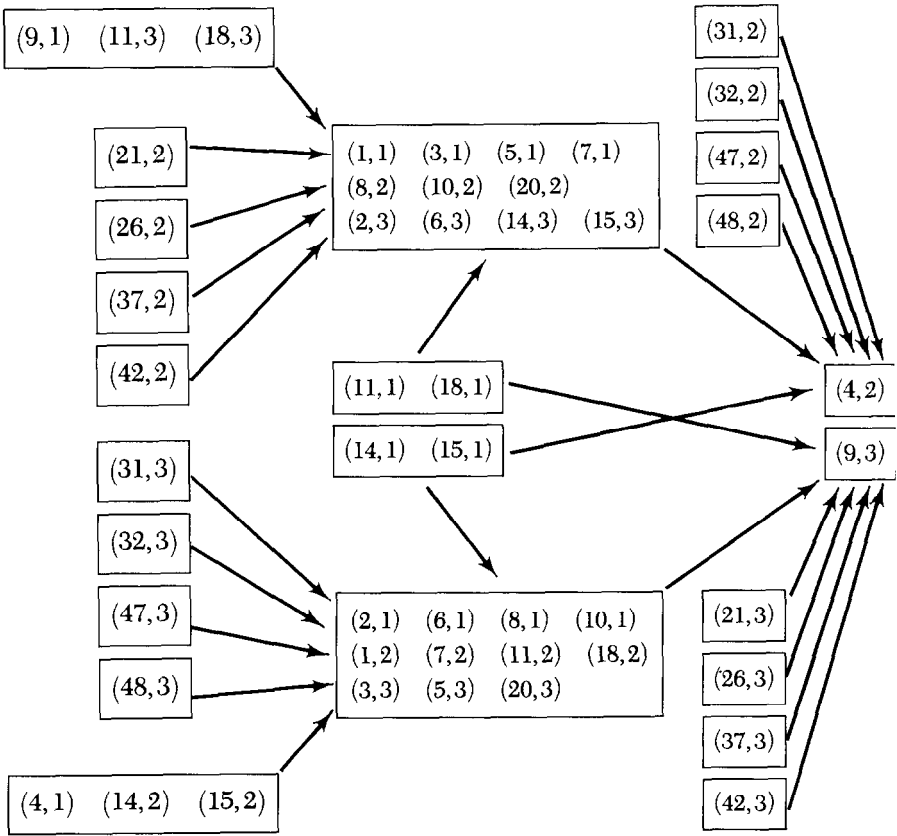 (9, 1) (11, 3) (18, 3)
(21, 2)
(26, 2)
(37, 2)
(42, 2)
(1, 1) (3, 1) (5, 1) (7, 1)
(8, 2) (10, 2) (20, 2)
(2, 3) (6, 3) (14, 3) (15, 3)
(31, 2)
(32, 2)
(47, 2)
(48, 2)
(11, 1) (18, 1)
(14, 1) (15, 1)
(4, 2)
(9, 3)
(31, 3)
(32, 3)
(47, 3)
(48, 3)
(2, 1) (6, 1) (8, 1) (10, 1)
(1, 2) (7, 2) (11, 2) (18, 2)
(3, 3) (5, 3) (20, 3)
(21, 3)
(26, 3)
(37, 3)
(42, 3)
(4, 1) (14, 2) (15, 2)